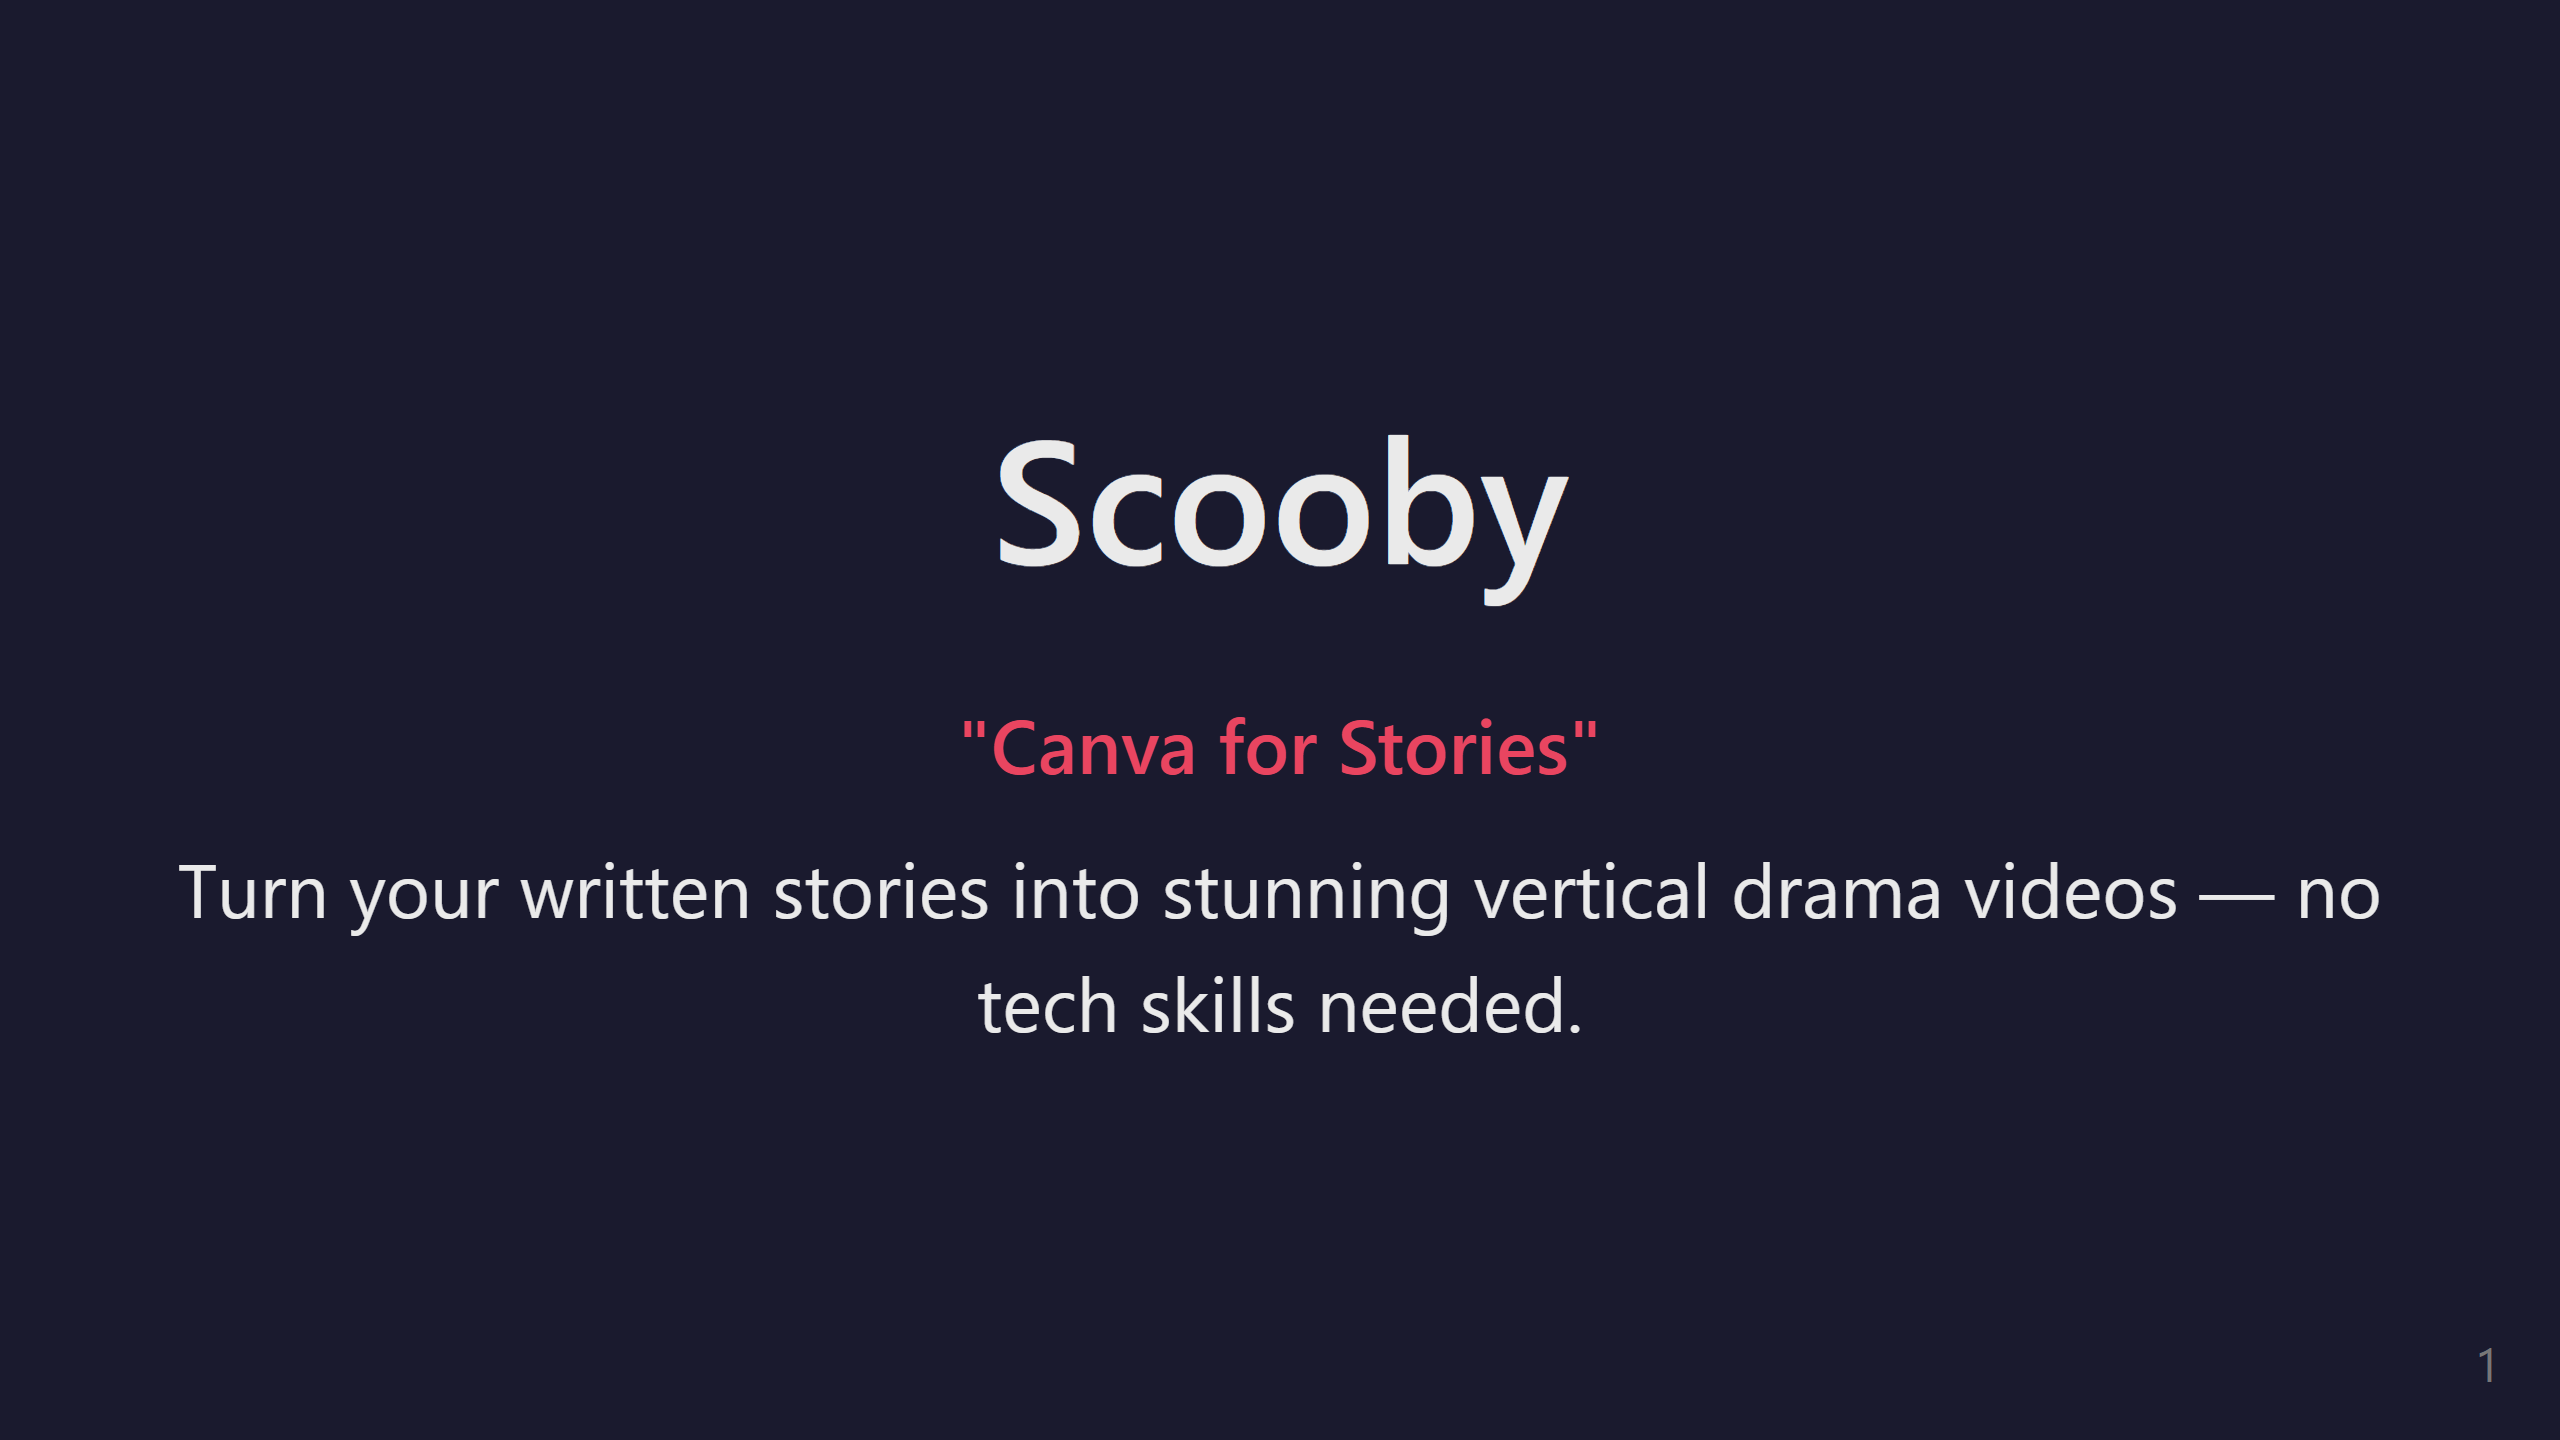 Scooby
"Canva for Stories"
Turn your written stories into stunning vertical drama videos — no
tech skills needed.
1